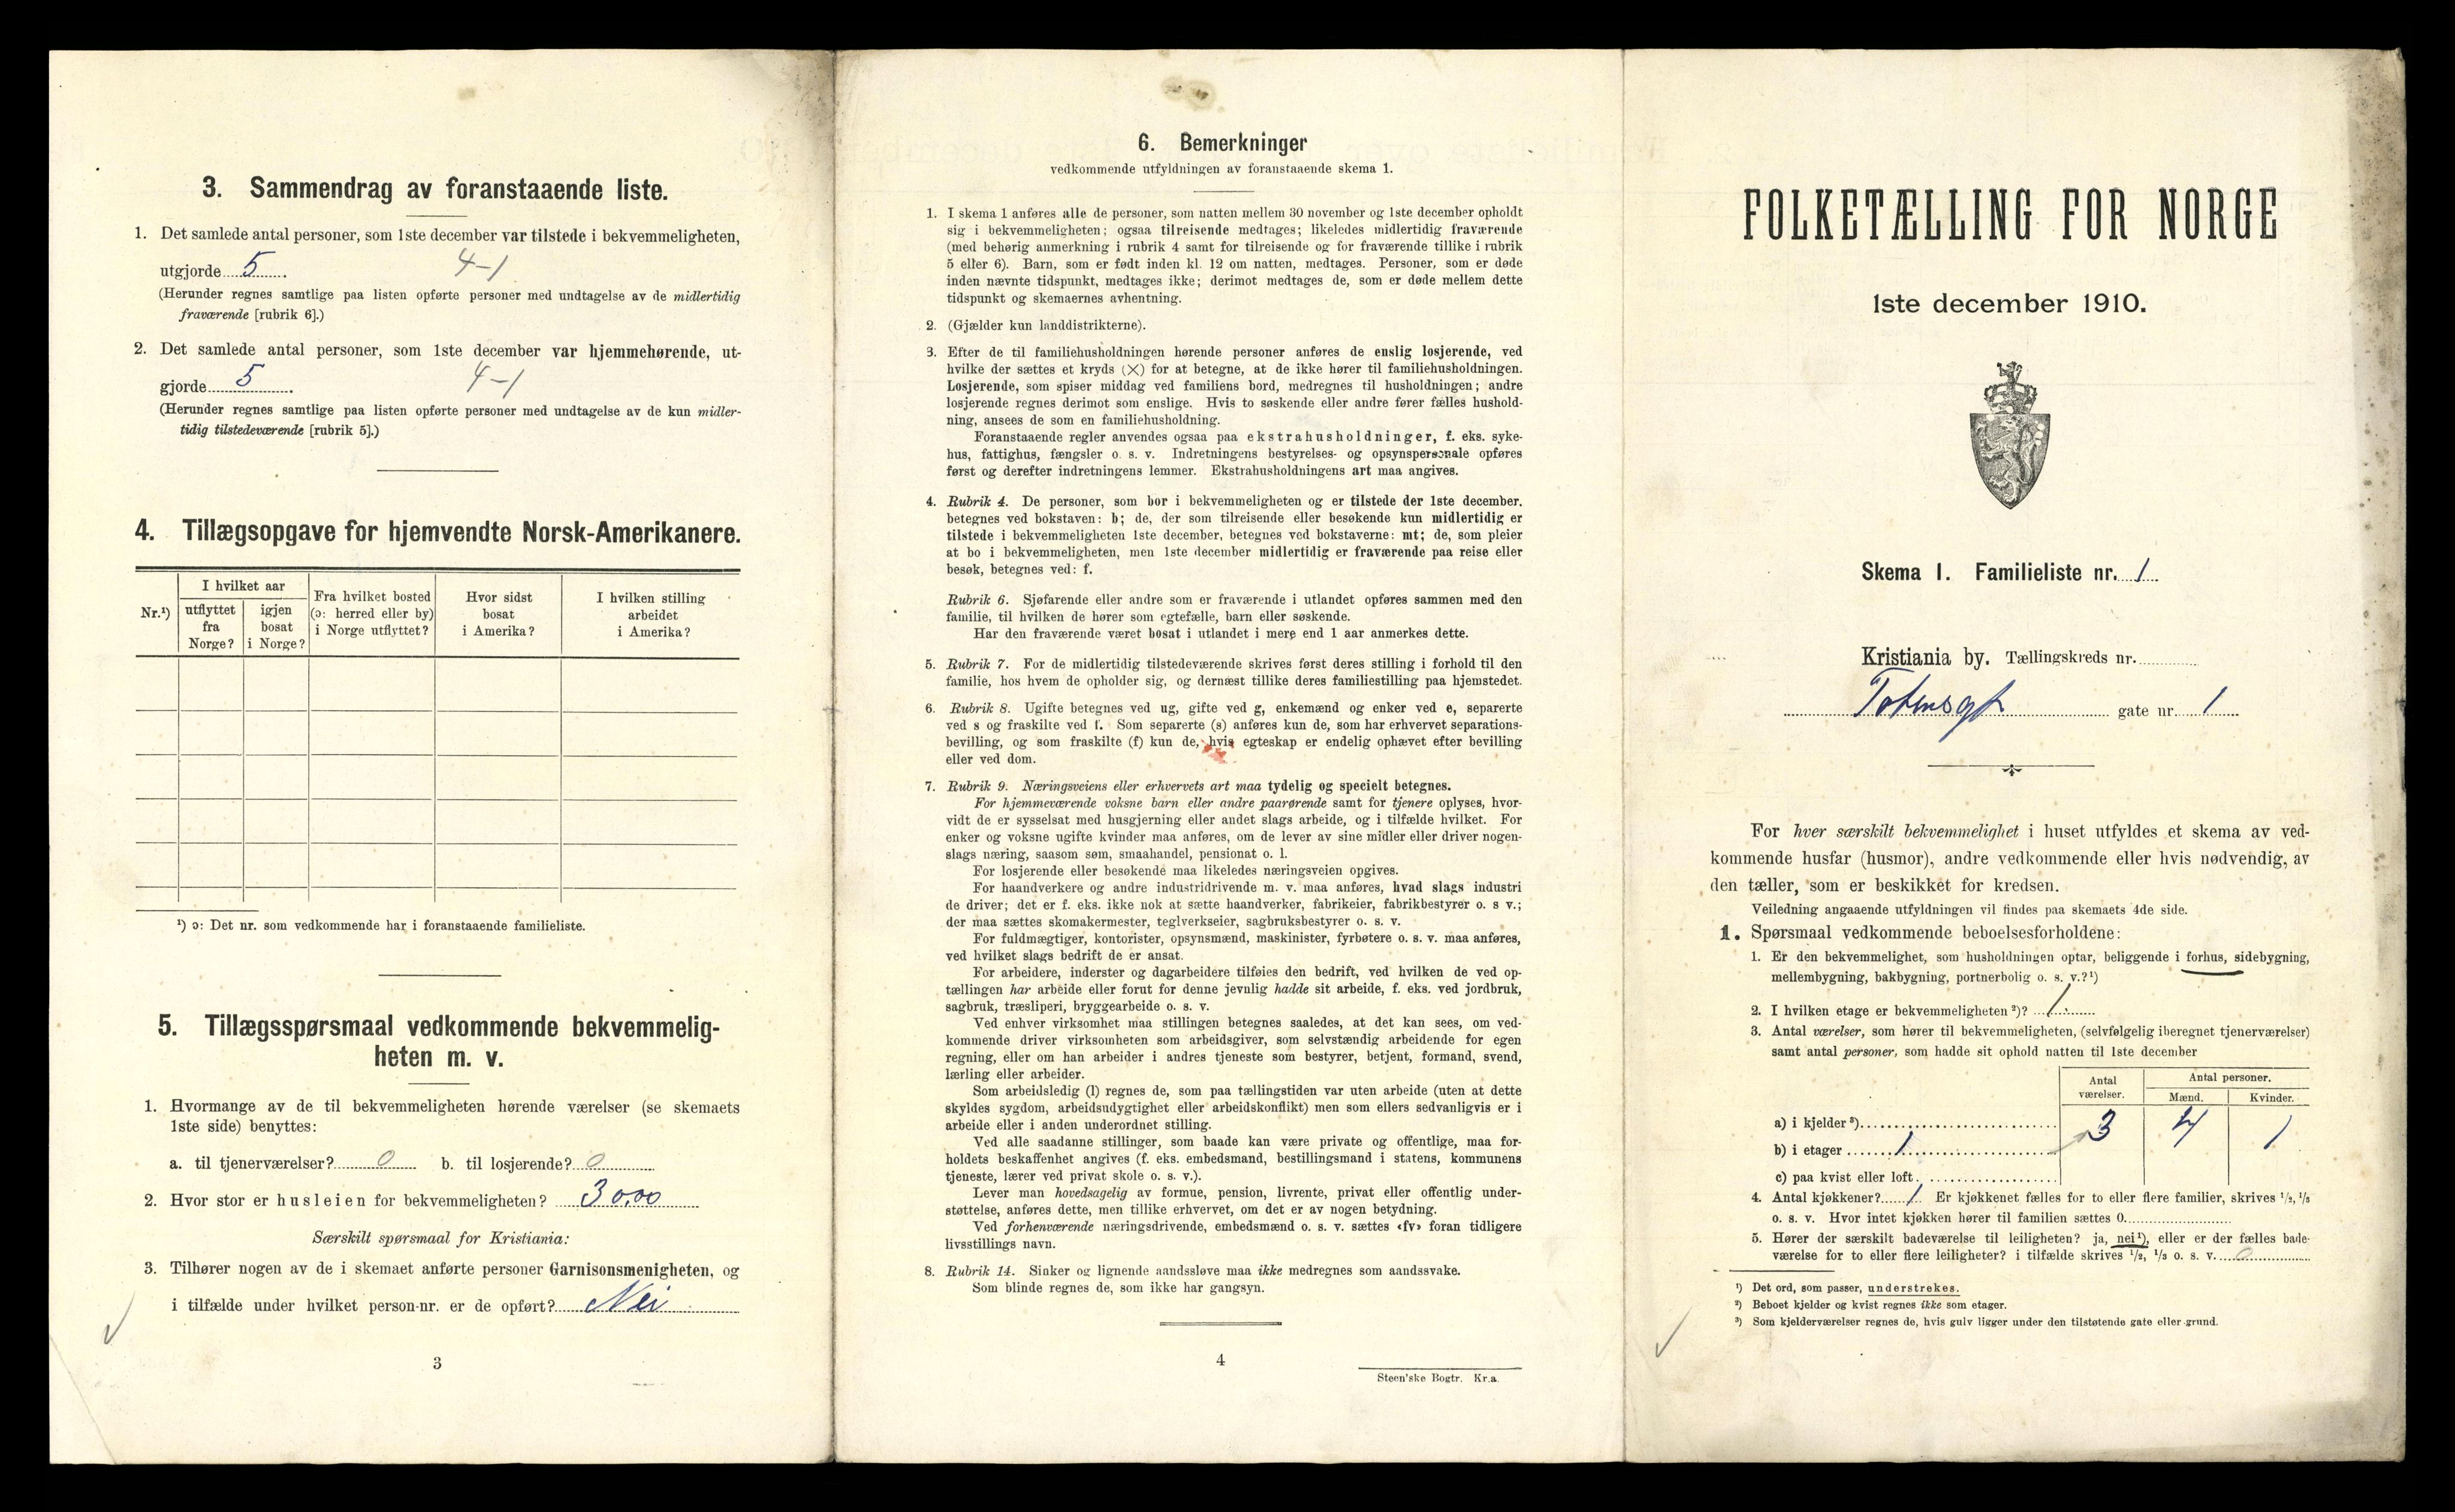 3. Sammendrag av foranstaaende liste.
1. Det samlede antal personer, som 1ste december var tilstede i bekvemmeligheten,
utgjorde 5 4-1
(Herunder regnes samtlige paa listen opførte personer med undtagelse av de midlertidig
fraværende [rubrik 6].)
2. Det samlede antal personer, som 1ste december var hjemmehørende, ut-
gjorde 5 4-1
(Herunder regnes samtlige paa listen opførte personer med undtagelse av de kun midler-
tidig tilstedeværende [rubrik 5].)
4. Tillægsopgave for hjemvendte Norsk-Amerikanere.
Nr.¹)
I hvilket aar
utflyttet fra Norge?
igjen bosat i Norge?
Fra hvilket bosted (ɔ: herred eller by) i Norge utflyttet?
Hvor sidst bosat i Amerika?
I hvilken stilling arbeidet i Amerika?
¹) ɔ: Det nr. som vedkommende har i foranstaaende familieliste.
5. Tillægsspørsmaal vedkommende bekvemmelig-
heten m. v.
1. Hvormange av de til bekvemmeligheten hørende værelser (se skemaets
1ste side) benyttes:
a. til tjenerværelser? 0 b. til losjerende? 0
2. Hvor stor er husleien for bekvemmeligheten? 30,00
Særskilt spørsmaal for Kristiania:
3. Tilhører nogen av de i skemaet anførte personer Garnisonsmenigheten, og
i tilfælde under hvilket person-nr. er de opført? Nei
3
6. Bemerkninger
vedkommende utfyldningen av foranstaaende skema 1.
1. I skema 1 anføres alle de personer, som natten mellem 30 november og 1ste december opholdt
sig i bekvemmeligheten; ogsaa tilreisende medtages; likeledes midlertidig fraværende
(med behørig anmerkning i rubrik 4 samt for tilreisende og for fraværende tillike i rubrik
5 eller 6). Barn, som er født inden kl. 12 om natten, medtages. Personer, som er døde
inden nævnte tidspunkt, medtages ikke; derimot medtages de, som er døde mellem dette
tidspunkt og skemaernes avhentning.
2. (Gjælder kun landdistrikterne).
3. Efter de til familiehusholdningen hørende personer anføres de enslig losjerende, ved
hvilke der sættes et kryds (×) for at betegne, at de ikke hører til familiehusholdningen.
Losjerende, som spiser middag ved familiens bord, medregnes til husholdningen; andre
losjerende regnes derimot som enslige. Hvis to søskende eller andre fører fælles hushold-
ning, ansees de som en familiehusholdning.
Foranstaaende regler anvendes ogsaa paa ekstrahusholdninger, f. eks. syke-
hus, fattighus, fængsler o. s. v. Indretningens bestyrelses- og opsynspersonale opføres
først og derefter indretningens lemmer. Ekstrahusholdningens art maa angives.
4. Rubrik 4. De personer, som bor i bekvemmeligheten og er tilstede der 1ste december,
betegnes ved bokstaven: b; de, der som tilreisende eller besøkende kun midlertidig er
tilstede i bekvemmeligheten 1ste december, betegnes ved bokstaverne: mt; de, som pleier
at bo i bekvemmeligheten, men 1ste december midlertidig er fraværende paa reise eller
besøk, betegnes ved: f.
Rubrik 6. Sjøfarende eller andre som er fraværende i utlandet opføres sammen med den
familie, til hvilken de hører som egtefælle, barn eller søskende.
Har den fraværende været bosat i utlandet i mere end 1 aar anmerkes dette.
5. Rubrik 7. For de midlertidig tilstedeværende skrives først deres stilling i forhold til den
familie, hos hvem de opholder sig, og dernæst tillike deres familiestilling paa hjemstedet.
6. Rubrik 8. Ugifte betegnes ved ug, gifte ved g, enkemænd og enker ved e, separerte
ved s og fraskilte ved f. Som separerte (s) anføres kun de, som har erhvervet separations-
bevilling, og som fraskilte (f) kun de, hvis egteskap er endelig ophævet efter bevilling
eller ved dom.
7. Rubrik 9. Næringsveiens eller erhvervets art maa tydelig og specielt betegnes.
For hjemmeværende voksne barn eller andre paarørende samt for tjenere oplyses, hvor-
vidt de er sysselsat med husgjerning eller andet slags arbeide, og i tilfælde hvilket. For
enker og voksne ugifte kvinder maa anføres, om de lever av sine midler eller driver nogen-
slags næring, saasom søm, smaahandel, pensionat o. l.
For losjerende eller besøkende maa likeledes næringsveien opgives.
For haandverkere og andre industridrivende m. v. maa anføres, hvad slags industri
de driver; det er f. eks. ikke nok at sætte haandverker, fabrikeier, fabrikbestyrer o. s v.;
der maa sættes skomakermester, teglverkseier, sagbruksbestyrer o. s. v.
For fuldmægtiger, kontorister, opsynsmænd, maskinister, fyrbøtere o. s. v. maa anføres,
ved hvilket slags bedrift de er ansat.
For arbeidere, inderster og dagarbeidere tilføies den bedrift, ved hvilken de ved op-
tællingen har arbeide eller forut for denne jevnlig hadde sit arbeide, f. eks. ved jordbruk,
sagbruk, træsliperi, bryggearbeide o. s. v.
Ved enhver virksomhet maa stillingen betegnes saaledes, at det kan sees, om ved-
kommende driver virksomheten som arbeidsgiver, som selvstændig arbeidende for egen
regning, eller om han arbeider i andres tjeneste som bestyrer, betjent, formand, svend,
lærling eller arbeider.
Som arbeidsledig (l) regnes de, som paa tællingstiden var uten arbeide (uten at dette
skyldes sygdom, arbeidsudygtighet eller arbeidskonflikt) men som ellers sedvanligvis er i
arbeide eller i anden underordnet stilling.
Ved alle saadanne stillinger, som baade kan være private og offentlige, maa for-
holdets beskaffenhet angives (f. eks. embedsmand, bestillingsmand i statens, kommunens
tjeneste, lærer ved privat skole o. s. v.).
Lever man hovedsagelig av formue, pension, livrente, privat eller offentlig under-
støttelse, anføres dette, men tillike erhvervet, om det er av nogen betydning.
Ved forhenværende næringsdrivende, embedsmænd o. s. v. sættes «fv» foran tidligere
livsstillings navn.
8. Rubrik 14. Sinker og lignende aandssløve maa ikke medregnes som aandssvake.
Som blinde regnes de, som ikke har gangsyn.
4
Steen'ske Bogtr. Kr.a.
FOLKETÆLLING FOR NORGE
1ste december 1910.
Skema 1. Familieliste nr. 1
Kristiania by. Tællingskreds nr.
Totensgt gate nr. 1
For hver særskilt bekvemmelighet i huset utfyldes et skema av ved-
kommende husfar (husmor), andre vedkommende eller hvis nødvendig, av
den tæller, som er beskikket for kredsen.
Veiledning angaaende utfyldningen vil findes paa skemaets 4de side.
1. Spørsmaal vedkommende beboelsesforholdene:
1. Er den bekvemmelighet, som husholdningen optar, beliggende i forhus, sidebygning,
mellembygning, bakbygning, portnerbolig o. s. v.?¹)
2. I hvilken etage er bekvemmeligheten ²)? 1
3. Antal værelser, som hører til bekvemmeligheten, (selvfølgelig iberegnet tjenerværelser)
samt antal personer, som hadde sit ophold natten til 1ste december
Antal værelser. Antal personer.
Mænd. Kvinder.
a) i kjelder ³)
b) i etager 1 3 4 1
c) paa kvist eller loft
4. Antal kjøkkener? 1 Er kjøkkenet fælles for to eller flere familier, skrives ¹/₂, ¹/₃
o. s. v. Hvor intet kjøkken hører til familien sættes 0.
5. Hører der særskilt badeværelse til leiligheten? ja, nei ¹), eller er der fælles bade-
værelse for to eller flere leiligheter? i tilfælde skrives ¹/₂, ¹/₃ o. s. v. 0
¹) Det ord, som passer, understrekes.
²) Beboet kjelder og kvist regnes ikke som etager.
³) Som kjelderværelser regnes de, hvis gulv ligger under den tilstøtende gate eller grund.